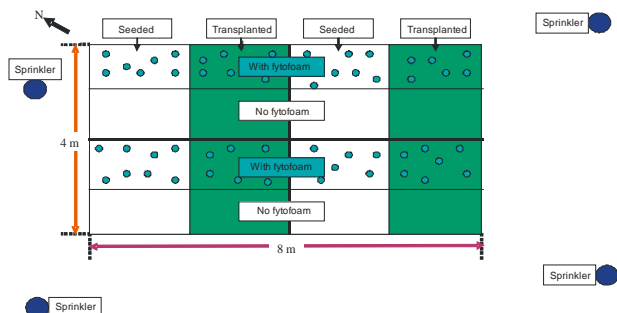 N
Seeded
Transplanted
Seeded
Transplanted
Sprinkler
Sprinkler
With fytofoam
No fytofoam
4 m
With fytofoam
No fytofoam
8 m
Sprinkler
Sprinkler